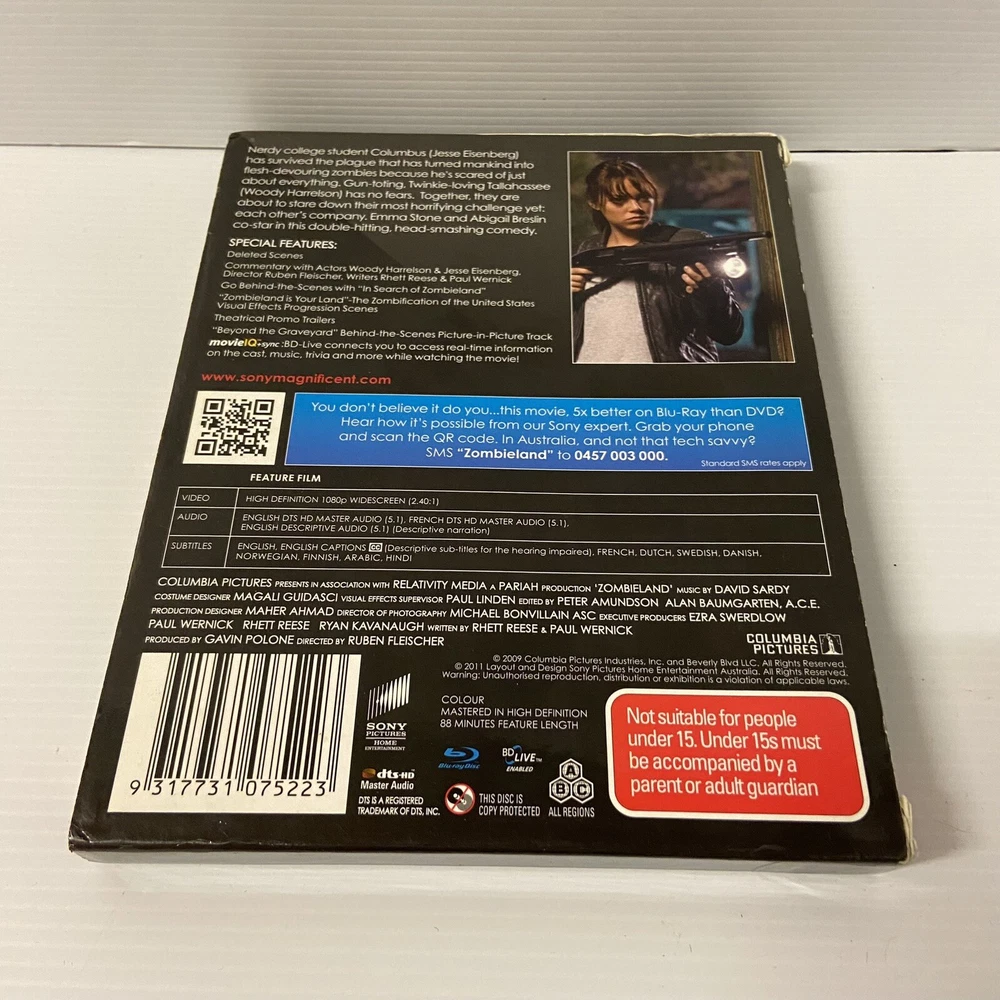 Nerdy college student Columbus (Jesse Eisenberg)
has survived the plague that has turned mankind into
flesh-devouring zombies because he's scared of just
about everything. Gun-toting, Twinkie-loving Tallahassee
(Woody Harrelson) has no fears. Together, they are
about to stare down their most horrifying challenge yet:
each other's company. Emma Stone and Abigail Breslin
co-star in this double-hitting, head-smashing comedy.
SPECIAL FEATURES:
Deleted Scenes
Commentary with Actors Woody Harrelson & Jesse Eisenberg,
Director Ruben Fleischer, Writers Rhett Reese & Paul Wernick
Go Behind-the-Scenes with "In Search of Zombieland"
"Zombieland is Your Land"-The Zombification of the United States
Visual Effects Progression Scenes
Theatrical Promo Trailers
"Beyond the Graveyard" Behind-the-Scenes Picture-in-Picture Track
movieIQ+sync :BD-Live connects you to access real-time information
on the cast, music, trivia and more while watching the movie!
www.sonymagnificent.com
You don't believe it do you...this movie, 5x better on Blu-Ray than DVD?
Hear how it's possible from our Sony expert. Grab your phone
and scan the QR code. In Australia, and not that tech savvy?
SMS "Zombieland" to 0457 003 000.
Standard SMS rates apply
FEATURE FILM
VIDEO HIGH DEFINITION 1080p WIDESCREEN (2.40:1)
AUDIO ENGLISH DTS HD MASTER AUDIO (5.1), FRENCH DTS HD MASTER AUDIO (5.1),
ENGLISH DESCRIPTIVE AUDIO (5.1) (Descriptive narration)
SUBTITLES ENGLISH, ENGLISH CAPTIONS CC (Descriptive sub-titles for the hearing impaired), FRENCH, DUTCH, SWEDISH, DANISH,
NORWEGIAN, FINNISH, ARABIC, HINDI
COLUMBIA PICTURES PRESENTS IN ASSOCIATION WITH RELATIVITY MEDIA A PARIAH PRODUCTION 'ZOMBIELAND' MUSIC BY DAVID SARDY
COSTUME DESIGNER MAGALI GUIDASCI VISUAL EFFECTS SUPERVISOR PAUL LINDEN EDITED BY PETER AMUNDSON ALAN BAUMGARTEN, A.C.E.
PRODUCTION DESIGNER MAHER AHMAD DIRECTOR OF PHOTOGRAPHY MICHAEL BONVILLAIN ASC EXECUTIVE PRODUCERS EZRA SWERDLOW
PAUL WERNICK RHETT REESE RYAN KAVANAUGH WRITTEN BY RHETT REESE & PAUL WERNICK
PRODUCED BY GAVIN POLONE DIRECTED BY RUBEN FLEISCHER
COLUMBIA
PICTURES
© 2009 Columbia Pictures Industries, Inc. and Beverly Blvd LLC. All Rights Reserved.
© 2011 Layout and Design Sony Pictures Home Entertainment Australia. All Rights Reserved.
Warning: Unauthorised reproduction, distribution or exhibition is a violation of applicable laws.
9 317731 075223
SONY
PICTURES
HOME
ENTERTAINMENT
COLOUR
MASTERED IN HIGH DEFINITION
88 MINUTES FEATURE LENGTH
dts-HD
Master Audio
DTS IS A REGISTERED
TRADEMARK OF DTS, INC.
Blu-ray Disc
BD LIVE™
ENABLED
THIS DISC IS
COPY PROTECTED
A
B C
ALL REGIONS
Not suitable for people
under 15. Under 15s must
be accompanied by a
parent or adult guardian